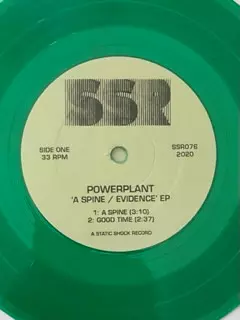 SSR
SIDE ONE
33 RPM
SSR076
2020
POWERPLANT
'A SPINE / EVIDENCE' EP
1: A SPINE (3:10)
2: GOOD TIME (2:37)
A STATIC SHOCK RECORD